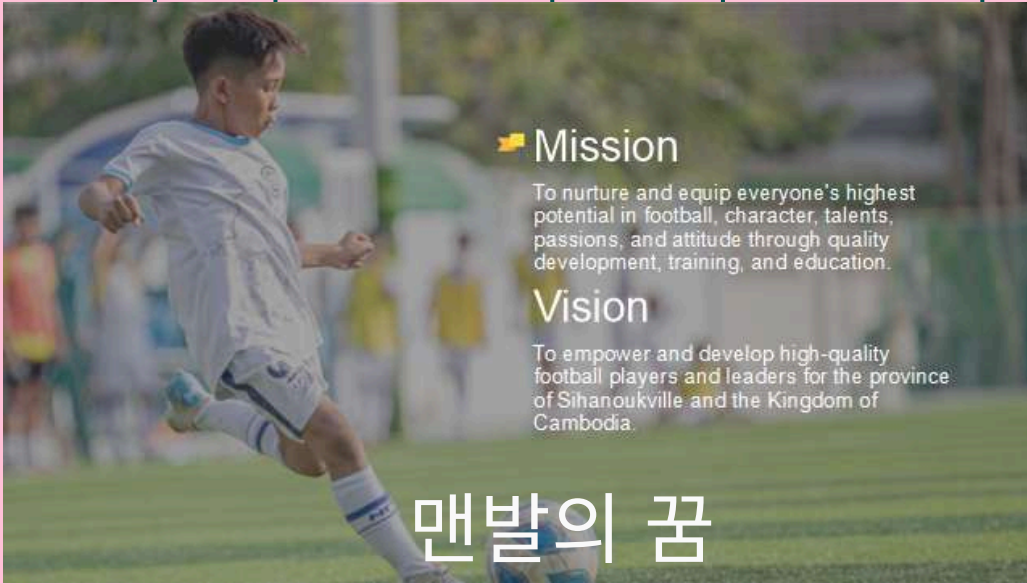 Mission
To nurture and equip everyone's highest
potential in football, character, talents,
passions, and attitude through quality
development, training, and education.
Vision
To empower and develop high-quality
football players and leaders for the province
of Sihanoukville and the Kingdom of
Cambodia.
맨발의 꿈